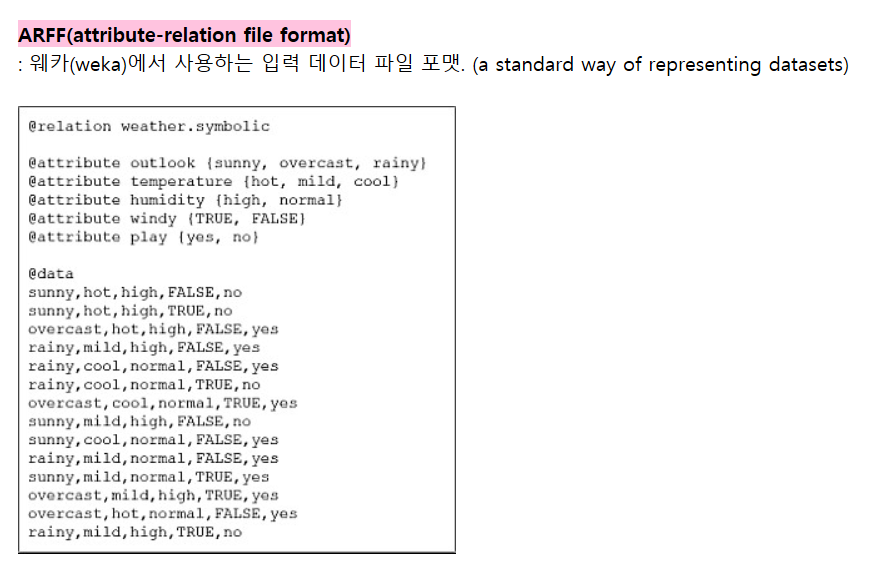 ARFF(attribute-relation file format)
: 웨카(weka)에서 사용하는 입력 데이터 파일 포맷. (a standard way of representing datasets)
@relation weather.symbolic
@attribute outlook {sunny, overcast, rainy}
@attribute temperature {hot, mild, cool}
@attribute humidity {high, normal}
@attribute windy {TRUE, FALSE}
@attribute play {yes, no}
@data
sunny,hot,high,FALSE,no
sunny,hot,high,TRUE,no
overcast,hot,high,FALSE,yes
rainy,mild,high,FALSE,yes
rainy,cool,normal,FALSE,yes
rainy,cool,normal,TRUE,no
overcast,cool,normal,TRUE,yes
sunny,mild,high,FALSE,no
sunny,cool,normal,FALSE,yes
rainy,mild,normal,FALSE,yes
sunny,mild,normal,TRUE,yes
overcast,mild,high,TRUE,yes
overcast,hot,normal,FALSE,yes
rainy,mild,high,TRUE,no